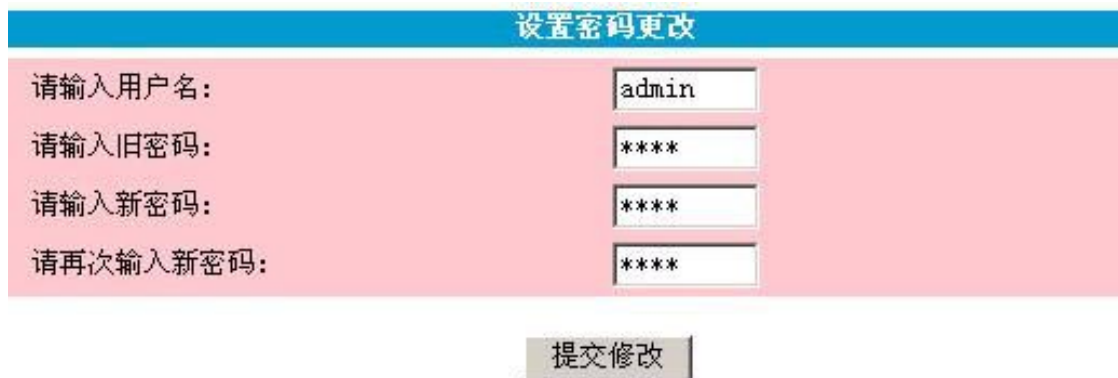 设置密码更改
请输入用户名: admin
请输入旧密码: ****
请输入新密码: ****
请再次输入新密码: ****
提交修改